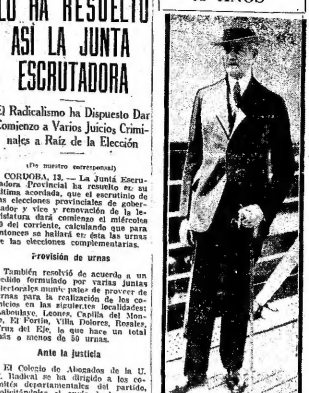 LO HA RESUELTO
ASÍ LA JUNTA
ESCRUTADORA
El Radicalismo ha Dispuesto Dar
Comienzo a Varios Juicios Crimi-
nales a Raíz de la Elección
(De nuestro corresponsal)
CORDOBA, 13. — La Junta Escru-
tadora Provincial ha resuelto en su
última acordada, que el escrutinio de
las elecciones provinciales de gober-
nador y vice y renovación de la le-
gislatura dará comienzo el miércoles
del corriente, calculando que para
entonces se hallará en ésta las urnas
de las elecciones complementarias.
Provisión de urnas
También resolvió de acuerdo a un
pedido formulado por varias juntas
electorales municipales de proveer de
urnas para la realización de los co-
micios en las siguientes localidades:
Laboulaye, Leones, Capilla del Mon-
te, El Fortín, Villa Dolores, Rosales,
Cruz del Eje, lo que hace un total
más o menos de 50 urnas.
Ante la justicia
El Colegio de Abogados de la U.
C. Radical se ha dirigido a los co-
mités departamentales del partido,
AÑOS